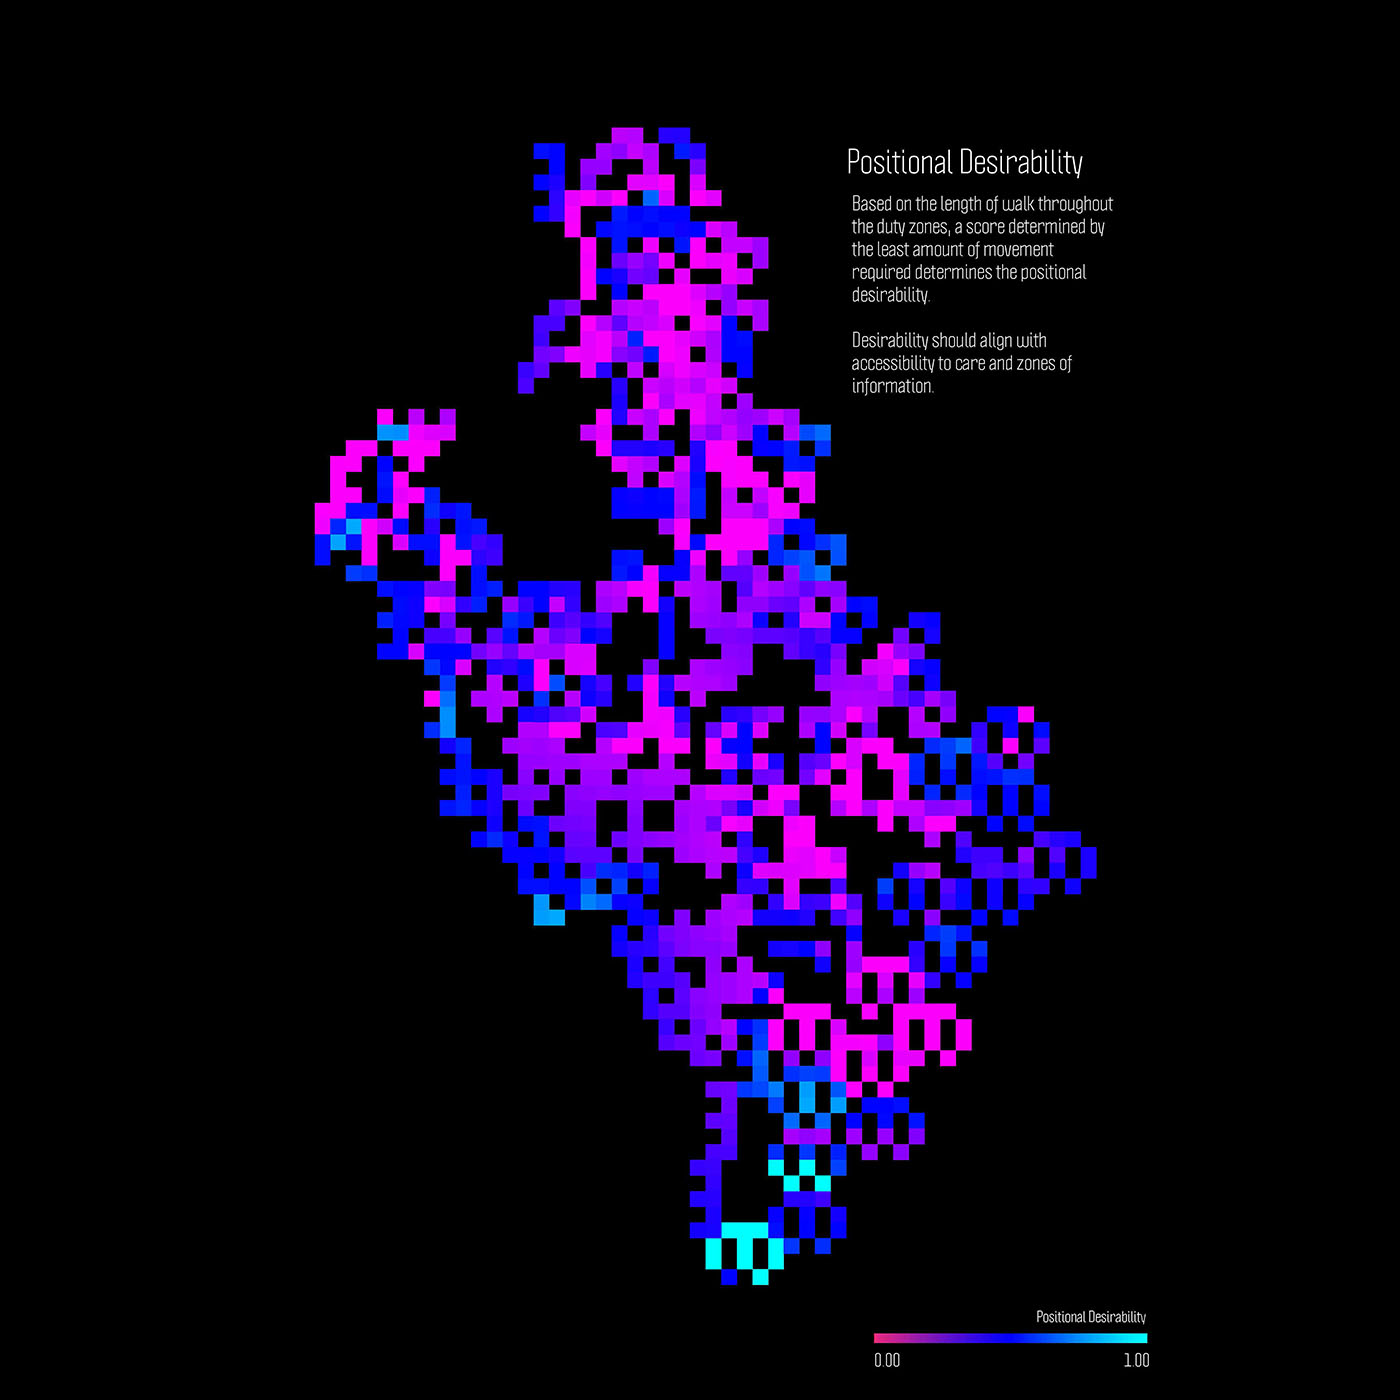 Positional Desirability
Based on the length of walk throughout
the duty zones, a score determined by
the least amount of movement
required determines the positional
desirability.
Desirability should align with
accessibility to care and zones of
information.
Positional Desirability
0.00 1.00